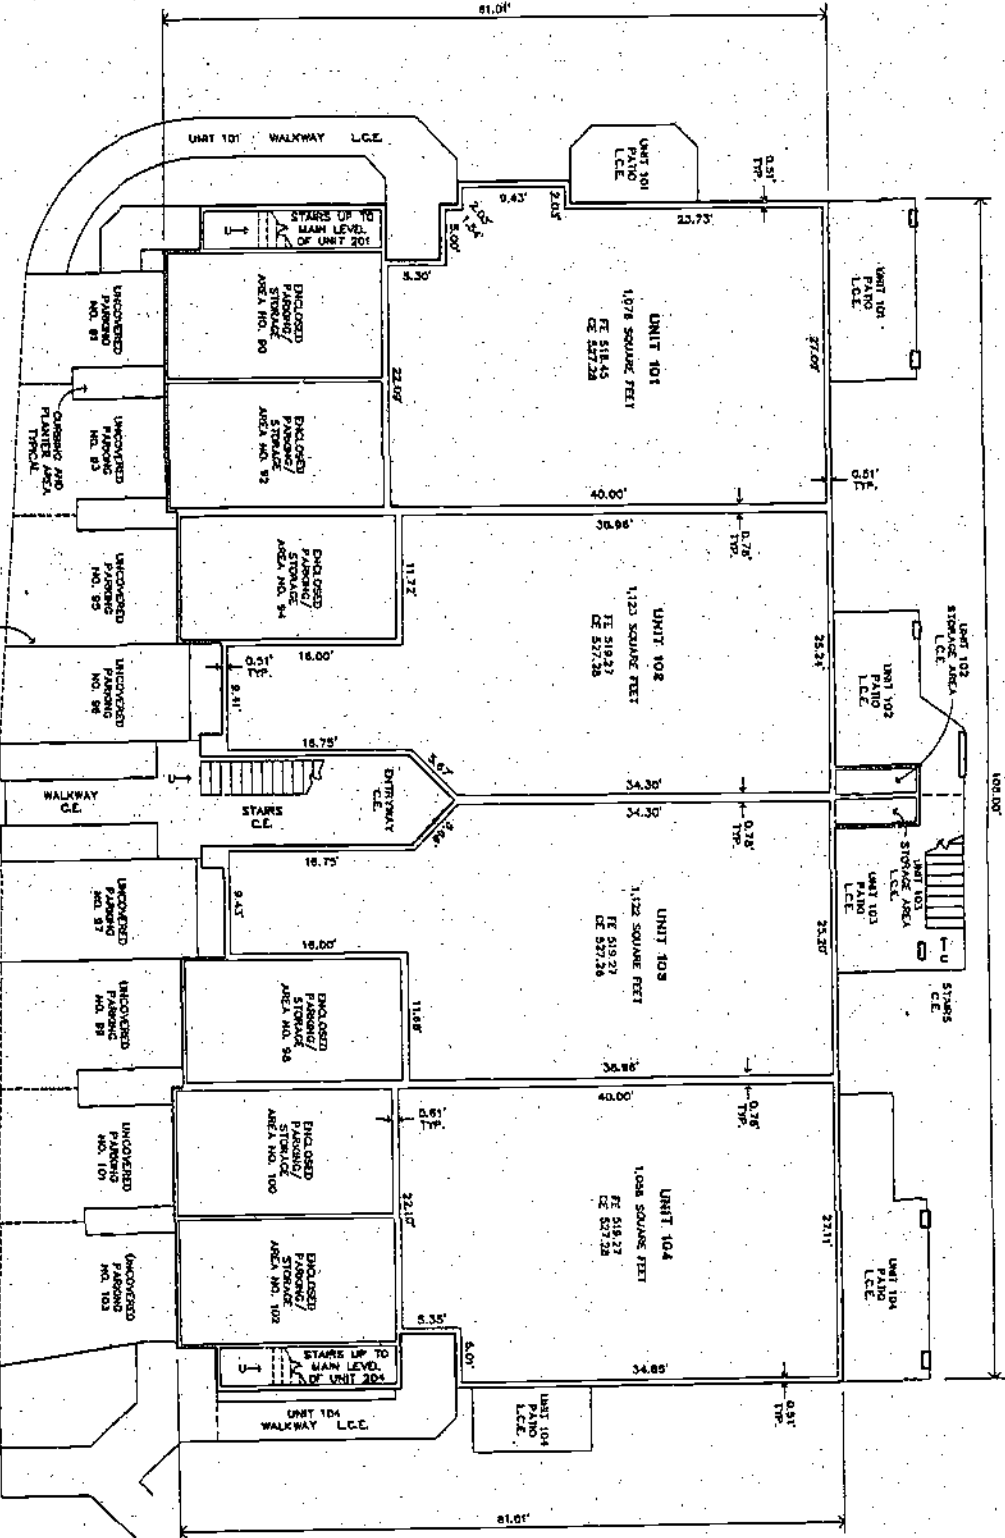 61.01'
UNIT 101 WALKWAY L.C.E.
UNIT 101
PATIO
L.C.E.
0.51'
TYP.
9.43'
2.03'
23.73'
5.00'
5.30'
STAIRS UP TO
MAIN LEVEL
OF UNIT 201
U
ENCLOSED
PARKING/
STORAGE
AREA NO. 90
UNCOVERED
PARKING
NO. 91
UNIT 101
1,078 SQUARE FEET
FE 518.45
CE 527.28
27.09'
UNIT 101
PATIO
L.C.E.
22.09'
CURBING AND
PLANTER AREA
TYPICAL
UNCOVERED
PARKING
NO. 93
ENCLOSED
PARKING/
STORAGE
AREA NO. 92
40.00'
0.51'
TYP.
38.96'
0.78'
TYP.
UNCOVERED
PARKING
NO. 95
ENCLOSED
PARKING/
STORAGE
AREA NO. 94
11.72'
UNIT 102
1,123 SQUARE FEET
FE 519.27
CE 527.28
25.24'
UNIT 102
STORAGE AREA
L.C.E.
UNIT 102
PATIO
L.C.E.
16.00'
0.51'
TYP.
9.41'
UNCOVERED
PARKING
NO. 96
16.75'
5.67'
34.30'
WALKWAY
C.E.
U
STAIRS
C.E.
ENTRYWAY
C.E.
108.00'
34.30'
0.78'
TYP.
16.75'
UNIT 103
STORAGE AREA
L.C.E.
UNIT 103
PATIO
L.C.E.
U
STAIRS
C.E.
UNCOVERED
PARKING
NO. 97
9.43'
16.00'
UNIT 103
1,122 SQUARE FEET
FE 519.27
CE 527.28
25.20'
UNCOVERED
PARKING
NO. 99
ENCLOSED
PARKING/
STORAGE
AREA NO. 98
11.68'
38.96'
40.00'
0.78'
TYP.
0.61'
TYP.
UNCOVERED
PARKING
NO. 101
ENCLOSED
PARKING/
STORAGE
AREA NO. 100
22.10'
UNIT 104
1,058 SQUARE FEET
FE 519.27
CE 527.28
27.11'
UNIT 104
PATIO
L.C.E.
UNCOVERED
PARKING
NO. 103
ENCLOSED
PARKING/
STORAGE
AREA NO. 102
5.35'
5.01'
34.65'
U
STAIRS UP TO
MAIN LEVEL
OF UNIT 204
UNIT 104
WALKWAY L.C.E.
UNIT 104
PATIO
L.C.E.
0.51'
TYP.
61.01'